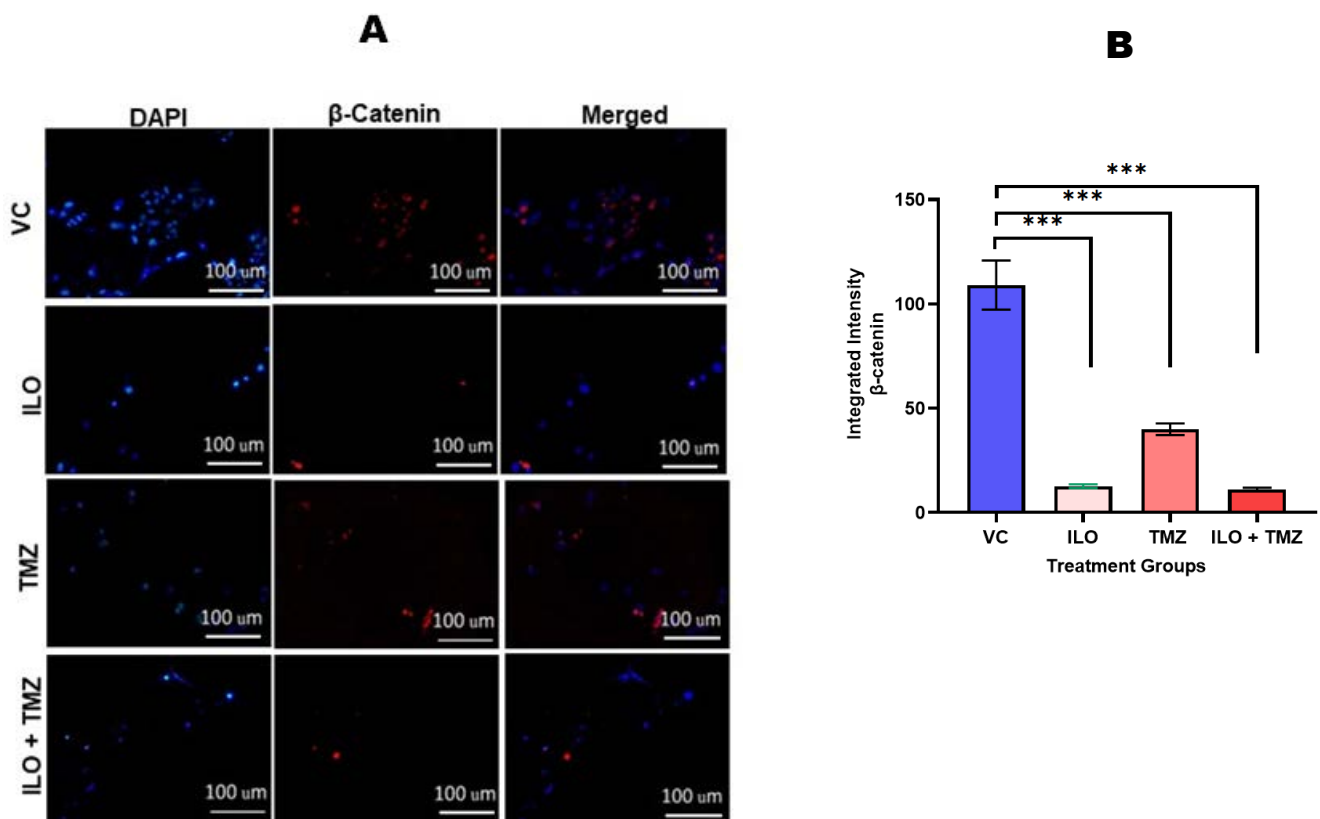 A
B
DAPI β-Catenin Merged
VC
100 um 100 um 100 um
ILO
100 um 100 um 100 um
TMZ
100 um 100 um 100 um
ILO + TMZ
100 um 100 um 100 um
***
***
***
150
100
50
0
Integrated Intensity
β-catenin
VC ILO TMZ ILO + TMZ
Treatment Groups